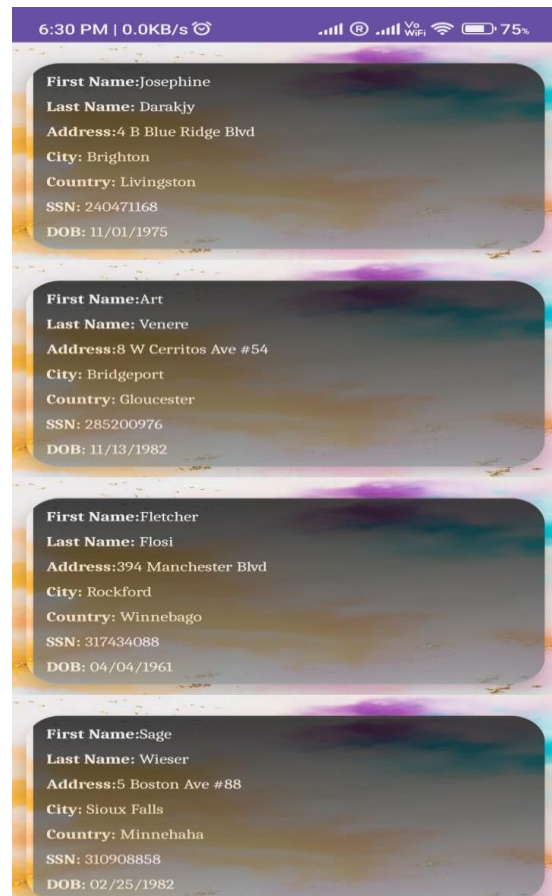 6:30 PM | 0.0KB/s ® Vo WiFi 75%
First Name:Josephine
Last Name: Darakjy
Address:4 B Blue Ridge Blvd
City: Brighton
Country: Livingston
SSN: 240471168
DOB: 11/01/1975
First Name:Art
Last Name: Venere
Address:8 W Cerritos Ave #54
City: Bridgeport
Country: Gloucester
SSN: 285200976
DOB: 11/13/1982
First Name:Fletcher
Last Name: Flosi
Address:394 Manchester Blvd
City: Rockford
Country: Winnebago
SSN: 317434088
DOB: 04/04/1961
First Name:Sage
Last Name: Wieser
Address:5 Boston Ave #88
City: Sioux Falls
Country: Minnehaha
SSN: 310908858
DOB: 02/25/1982